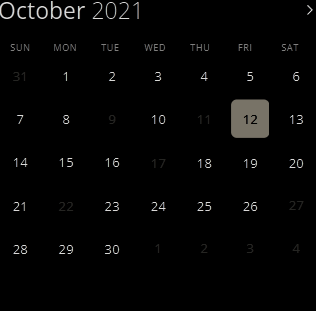 October 2021
SUN MON TUE WED THU FRI SAT
31 1 2 3 4 5 6
7 8 9 10 11 12 13
14 15 16 17 18 19 20
21 22 23 24 25 26 27
28 29 30 1 2 3 4